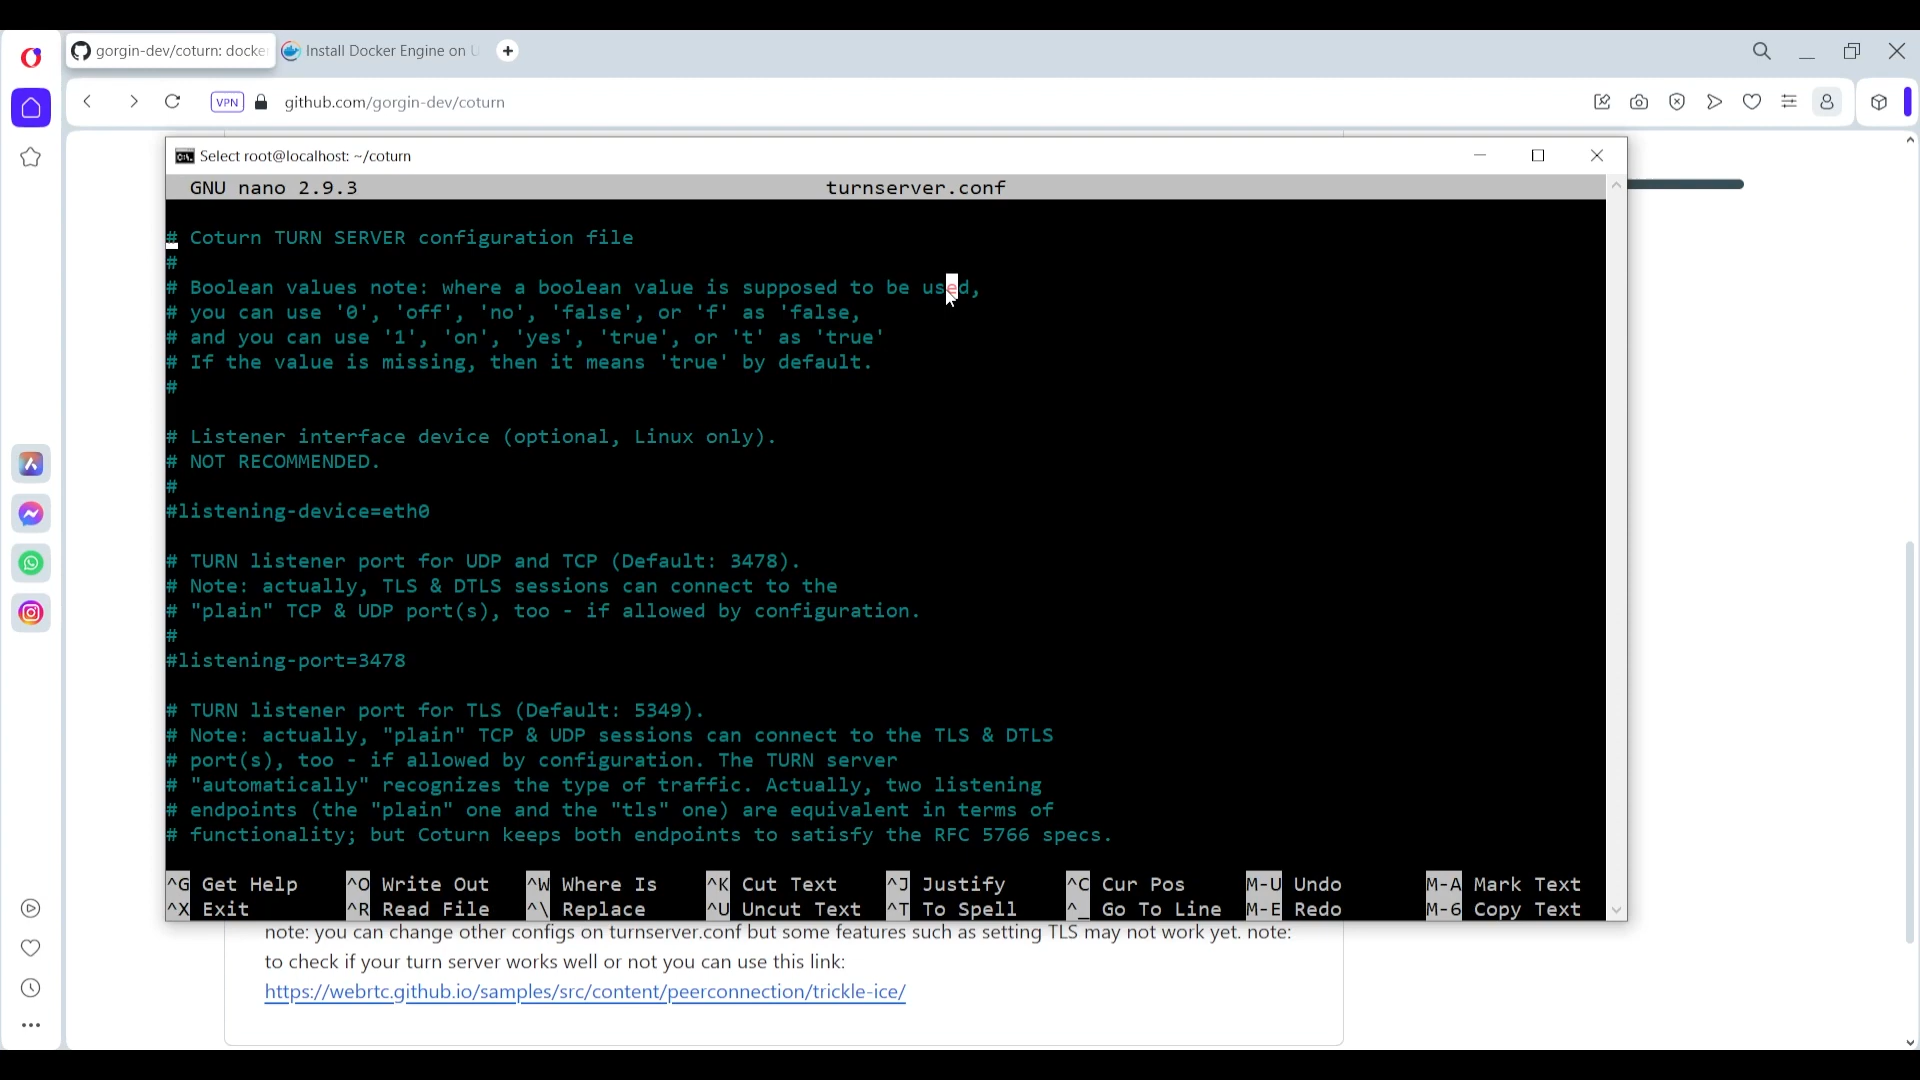 gorgin-dev/coturn: docke
Install Docker Engine on U
VPN
github.com/gorgin-dev/coturn
Select root@localhost: ~/coturn
GNU nano 2.9.3 turnserver.conf
# Coturn TURN SERVER configuration file
#
# Boolean values note: where a boolean value is supposed to be used,
# you can use '0', 'off', 'no', 'false', or 'f' as 'false,
# and you can use '1', 'on', 'yes', 'true', or 't' as 'true'
# If the value is missing, then it means 'true' by default.
#
# Listener interface device (optional, Linux only).
# NOT RECOMMENDED.
#
#listening-device=eth0
# TURN listener port for UDP and TCP (Default: 3478).
# Note: actually, TLS & DTLS sessions can connect to the
# "plain" TCP & UDP port(s), too - if allowed by configuration.
#
#listening-port=3478
# TURN listener port for TLS (Default: 5349).
# Note: actually, "plain" TCP & UDP sessions can connect to the TLS & DTLS
# port(s), too - if allowed by configuration. The TURN server
# "automatically" recognizes the type of traffic. Actually, two listening
# endpoints (the "plain" one and the "tls" one) are equivalent in terms of
# functionality; but Coturn keeps both endpoints to satisfy the RFC 5766 specs.
^G Get Help ^O Write Out ^W Where Is ^K Cut Text ^J Justify ^C Cur Pos M-U Undo M-A Mark Text
^X Exit ^R Read File ^\ Replace ^U Uncut Text ^T To Spell ^_ Go To Line M-E Redo M-6 Copy Text
note: you can change other configs on turnserver.conf but some features such as setting TLS may not work yet. note:
to check if your turn server works well or not you can use this link:
https://webrtc.github.io/samples/src/content/peerconnection/trickle-ice/